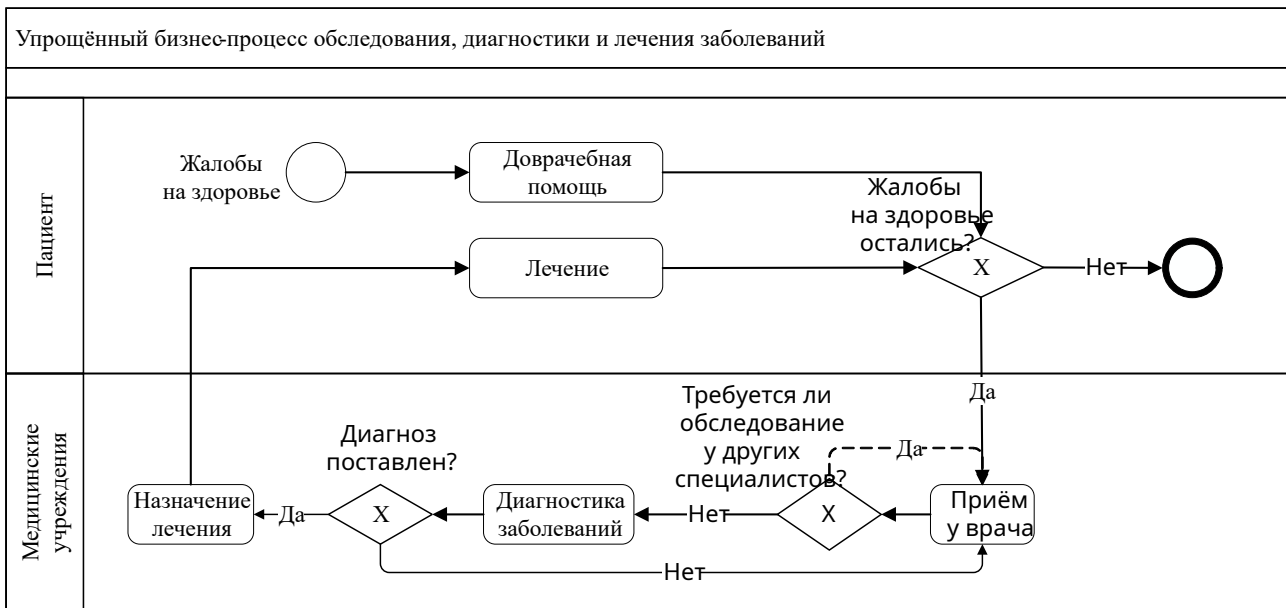 Упрощённый бизнес-процесс обследования, диагностики и лечения заболеваний
Пациент
Жалобы
на здоровье
Доврачебная
помощь
Жалобы
на здоровье
остались?
Лечение
X
Нет
Медицинские
учреждения
Да
Требуется ли
обследование
у других
специалистов?
Да
Диагноз
поставлен?
Назначение
лечения
Да
X
Диагностика
заболеваний
Нет
X
Приём
у врача
Нет